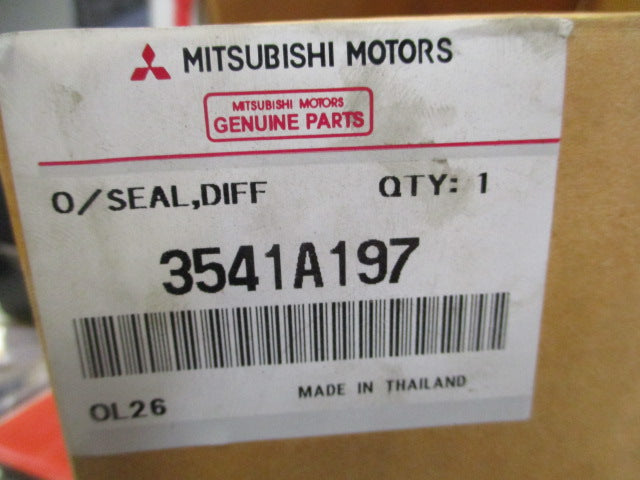 MITSUBISHI MOTORS
MITSUBISHI MOTORS
GENUINE PARTS
O/SEAL,DIFF QTY: 1
3541A197
OL26 MADE IN THAILAND